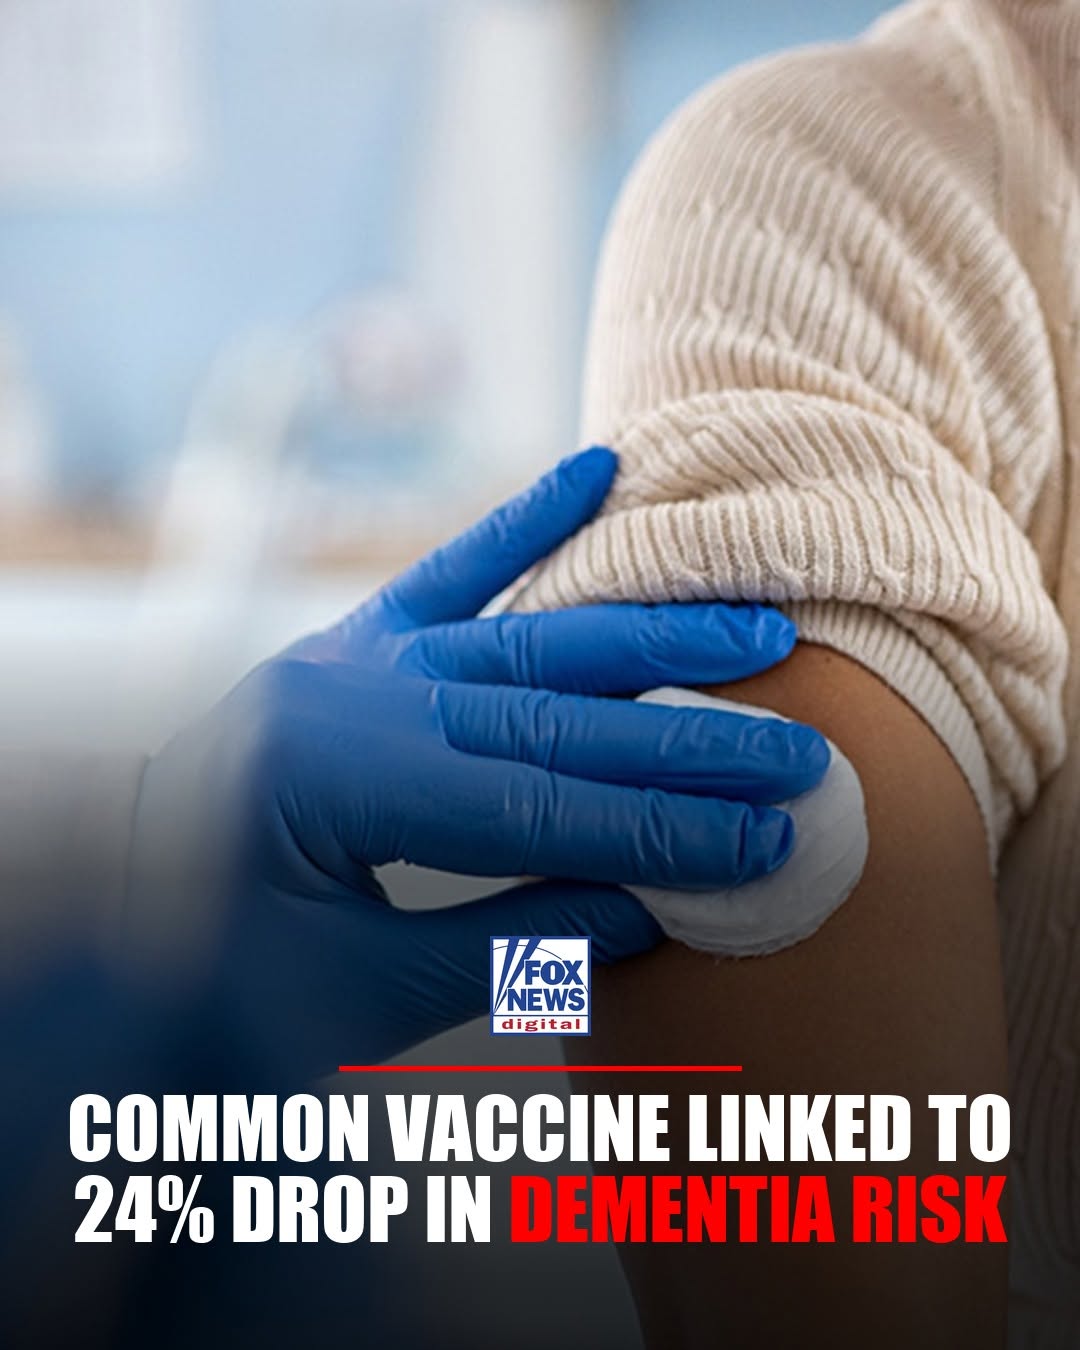 FOX
NEWS
digital
COMMON VACCINE LINKED TO
24% DROP IN DEMENTIA RISK